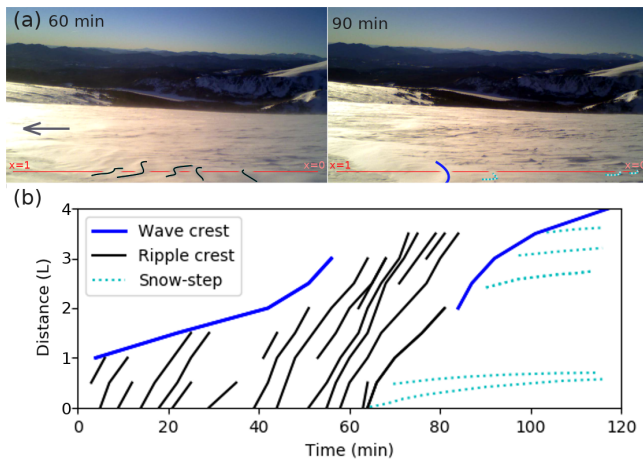 (a) 60 min
90 min
x=1
x=0
x=1
x=0
(b)
Wave crest
Ripple crest
Snow-step
Distance (L)
4
3
2
1
0
0 20 40 60 80 100 120
Time (min)